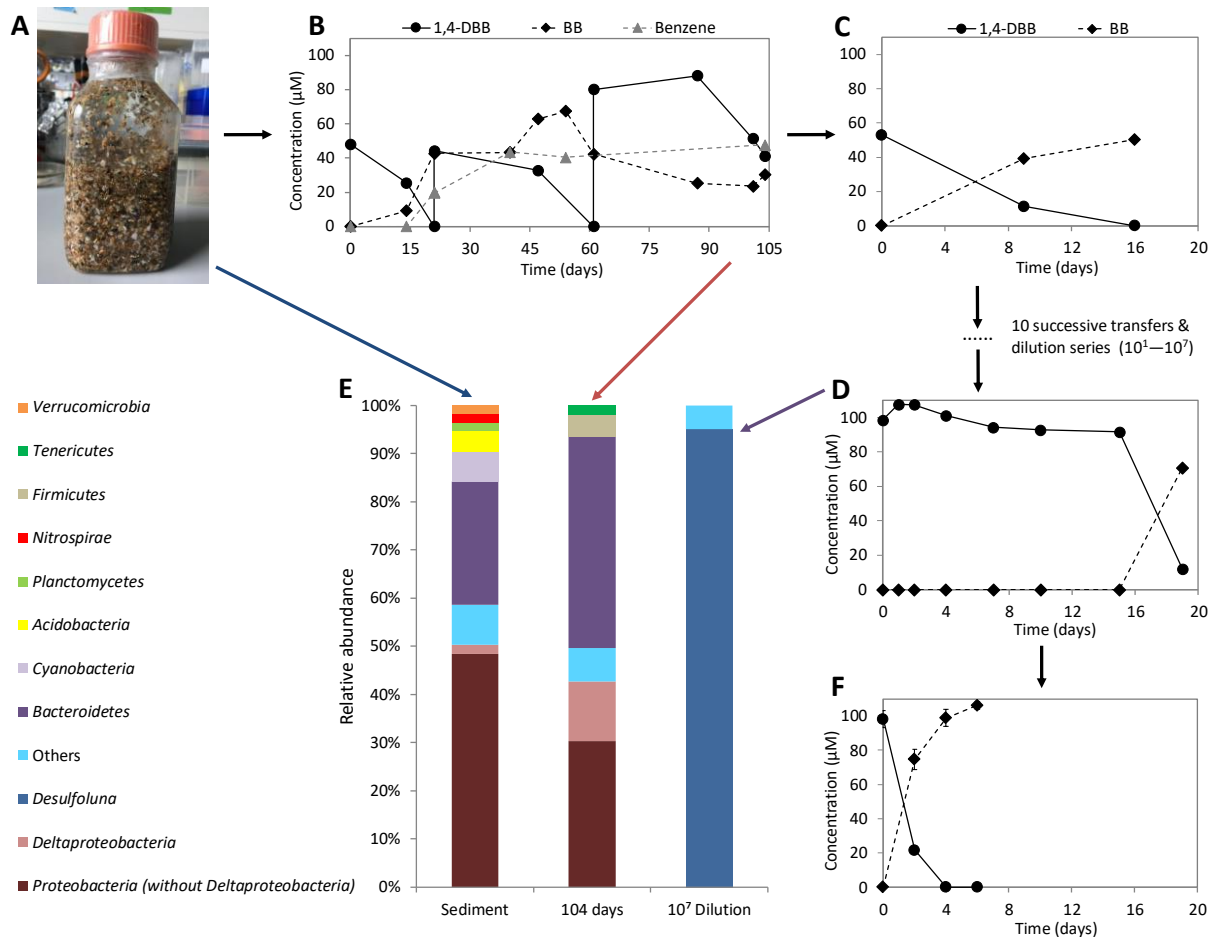 A
B
1,4-DBB BB Benzene
Concentration (µM)
100
80
60
40
20
0
0 15 30 45 60 75 90 105
Time (days)
C
1,4-DBB BB
Concentration (µM)
100
80
60
40
20
0
0 4 8 12 16 20
Time (days)
10 successive transfers &
dilution series (10¹—10⁷)
Verrucomicrobia
Tenericutes
Firmicutes
Nitrospirae
Planctomycetes
Acidobacteria
Cyanobacteria
Bacteroidetes
Others
Desulfoluna
Deltaproteobacteria
Proteobacteria (without Deltaproteobacteria)
E
Relative abundance
100%
90%
80%
70%
60%
50%
40%
30%
20%
10%
0%
Sediment 104 days 10⁷ Dilution
D
Concentration (µM)
100
80
60
40
20
0
0 4 8 12 16 20
Time (days)
F
Concentration (µM)
100
80
60
40
20
0
0 4 8 12 16 20
Time (days)